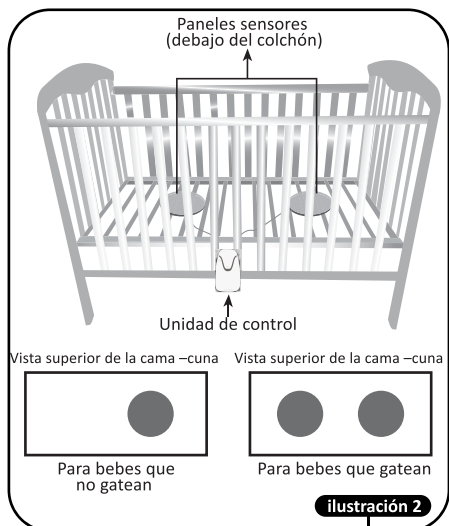 Paneles sensores
(debajo del colchón)
Unidad de control
Vista superior de la cama –cuna
Vista superior de la cama –cuna
Para bebes que
no gatean
Para bebes que gatean
ilustración 2